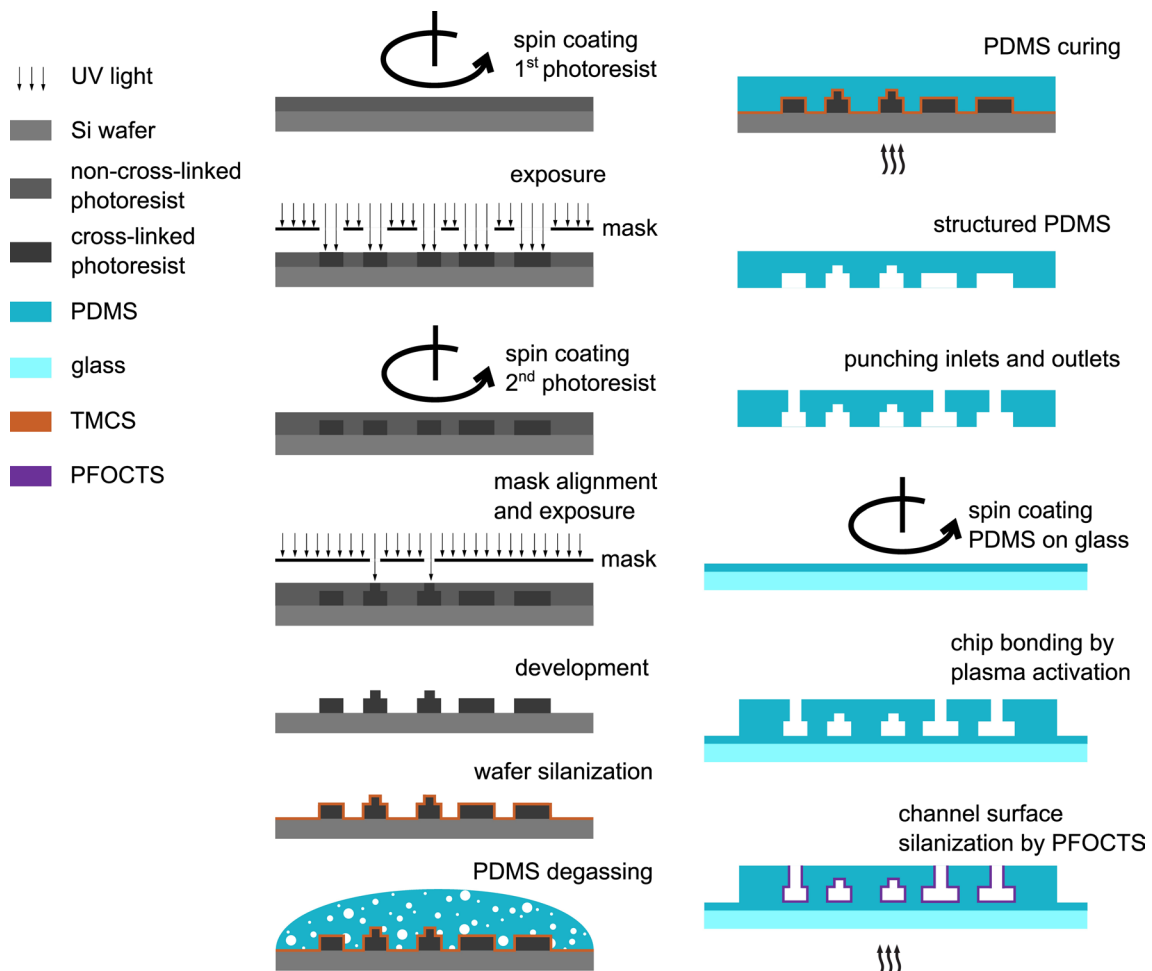 UV light
Si wafer
non-cross-linked
photoresist
cross-linked
photoresist
PDMS
glass
TMCS
PFOCTS
spin coating
1st photoresist
exposure
mask
spin coating
2nd photoresist
mask alignment
and exposure
mask
development
wafer silanization
PDMS degassing
PDMS curing
structured PDMS
punching inlets and outlets
spin coating
PDMS on glass
chip bonding by
plasma activation
channel surface
silanization by PFOCTS